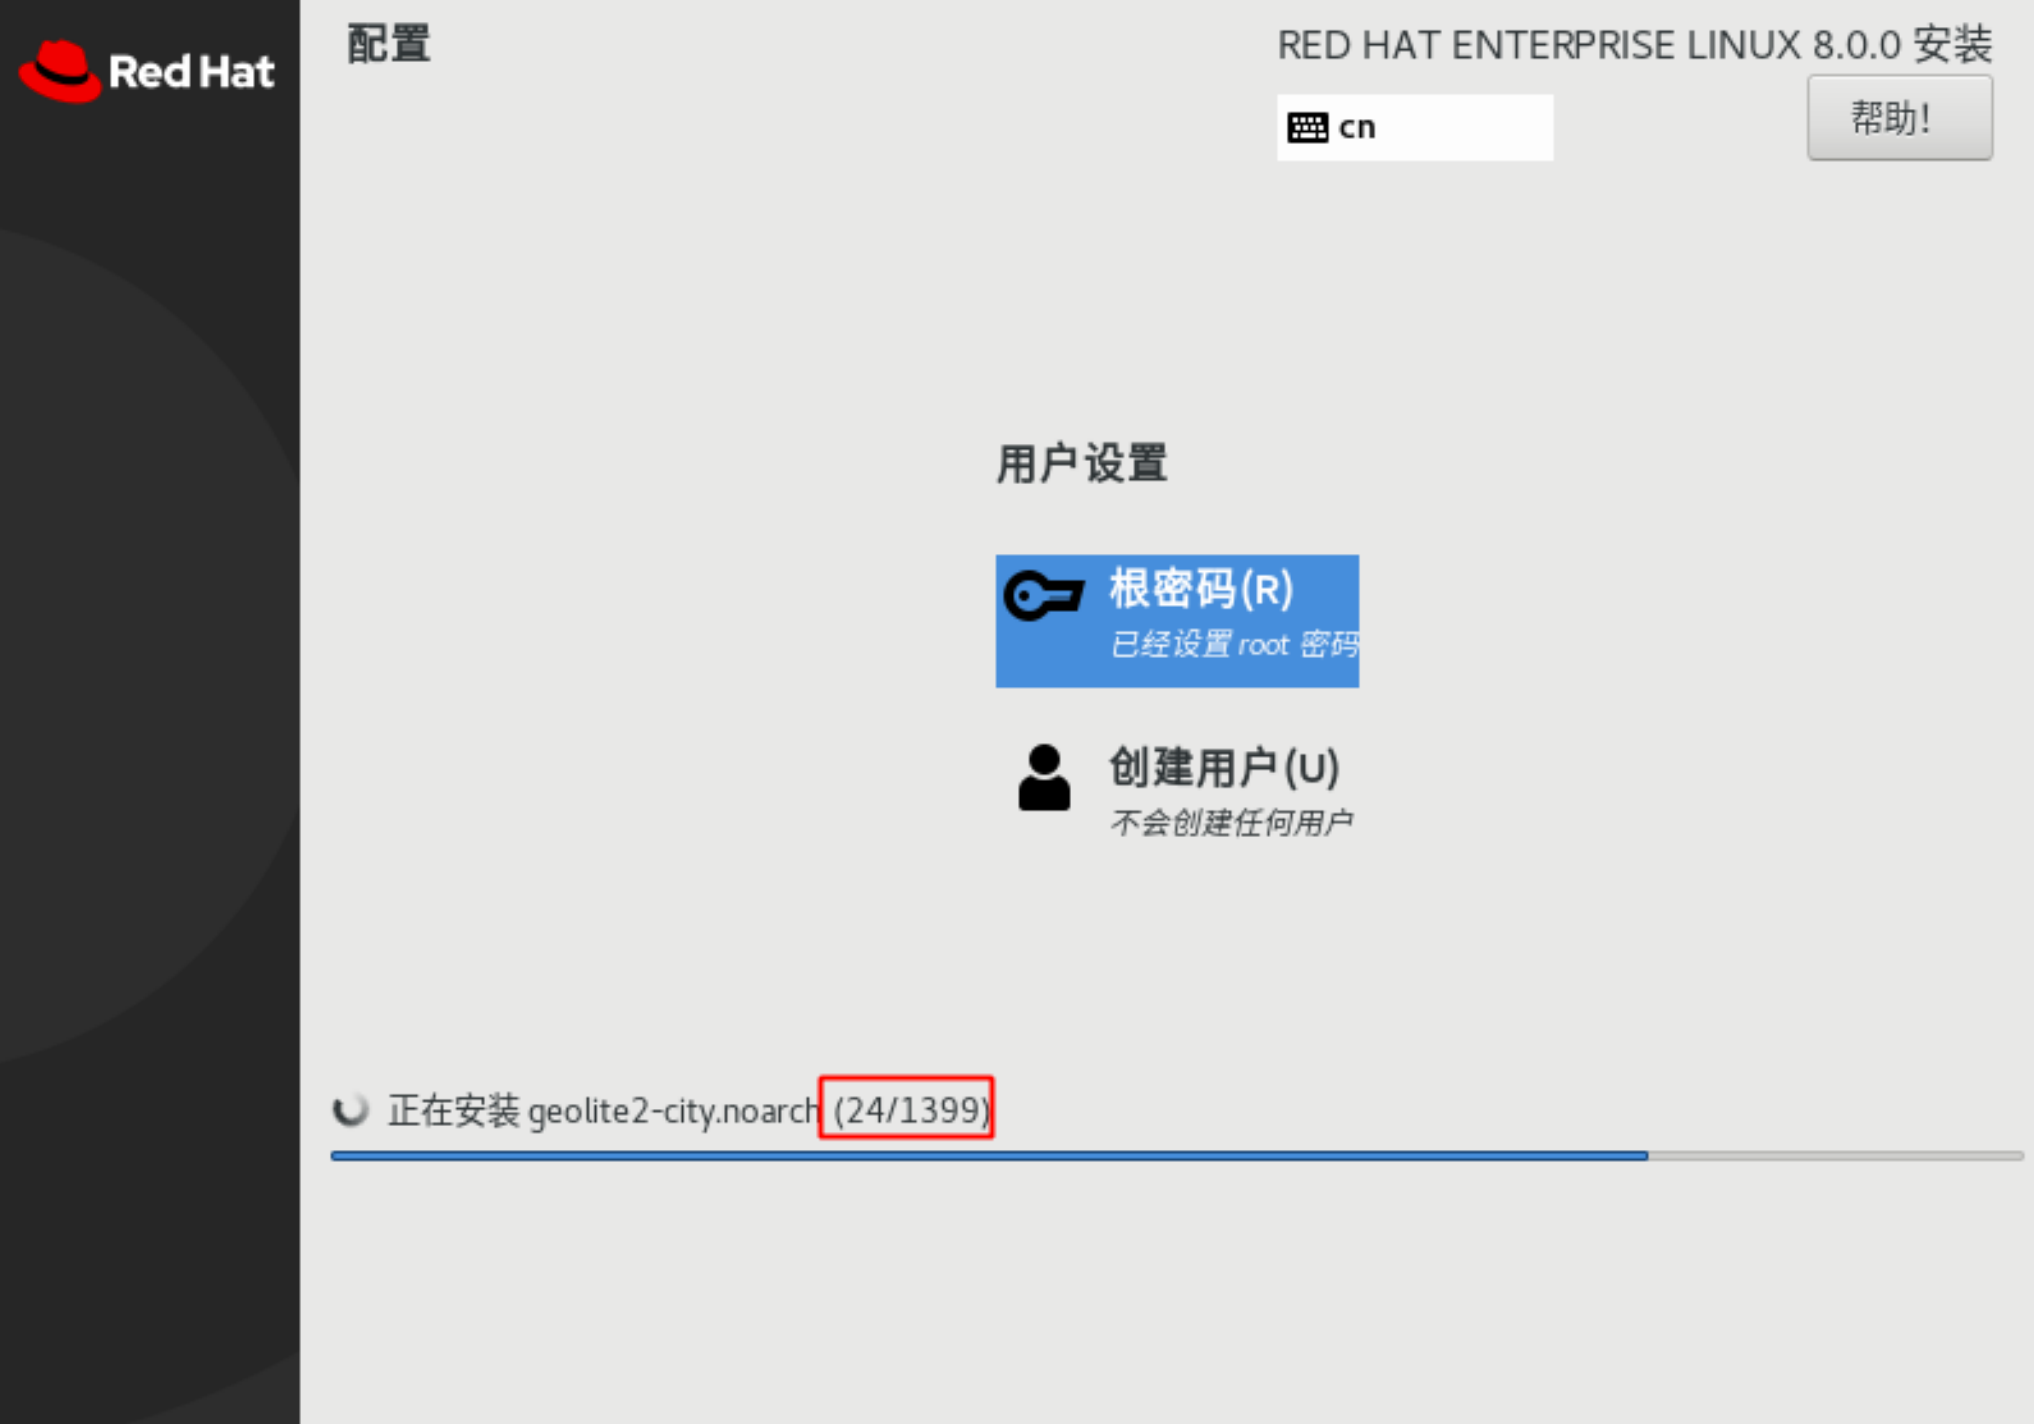 Red Hat
配置
RED HAT ENTERPRISE LINUX 8.0.0 安装
cn
帮助!
用户设置
根密码(R)
已经设置 root 密码
创建用户(U)
不会创建任何用户
正在安装 geolite2-city.noarch (24/1399)